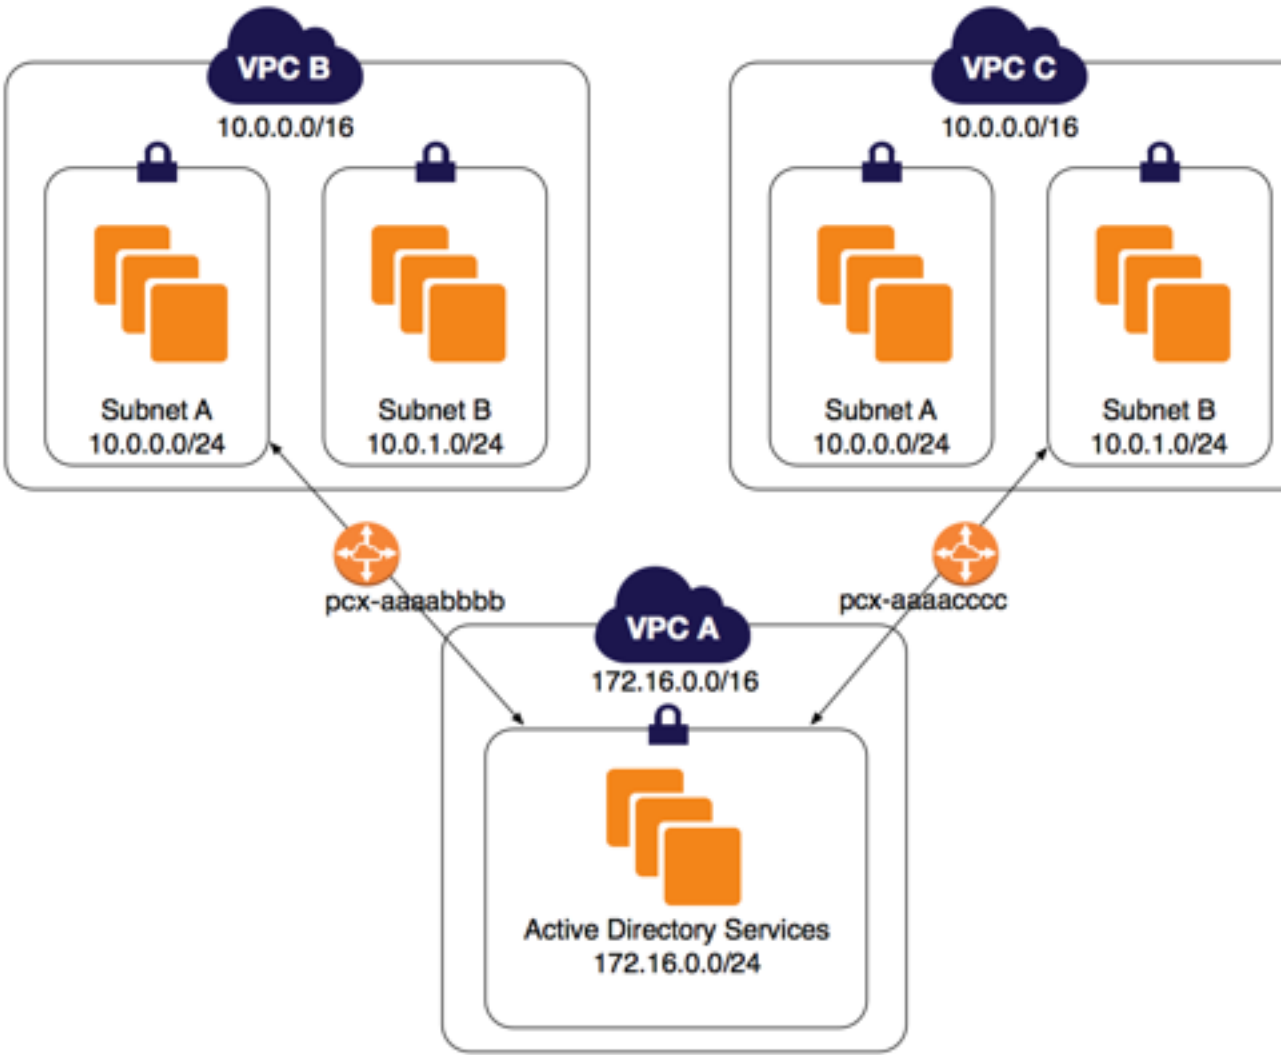 VPC B
10.0.0.0/16
Subnet A
10.0.0.0/24
Subnet B
10.0.1.0/24
VPC C
10.0.0.0/16
Subnet A
10.0.0.0/24
Subnet B
10.0.1.0/24
pcx-aaaabbbb
pcx-aaaacccc
VPC A
172.16.0.0/16
Active Directory Services
172.16.0.0/24